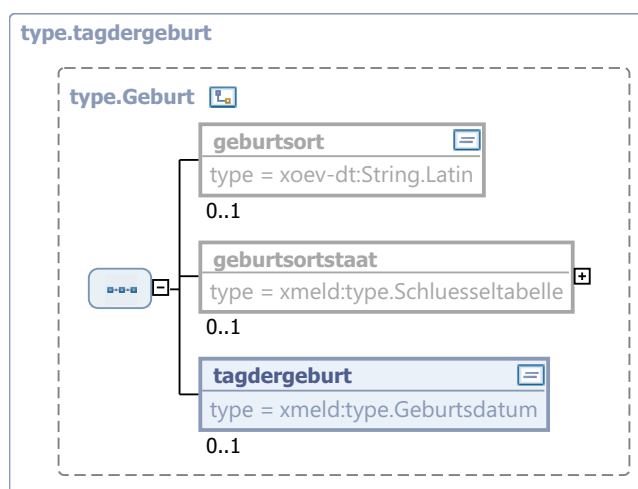 type.tagdergeburt
type.Geburt
geburtsort
type = xoev-dt:String.Latin
0..1
geburtsortstaat
type = xmeld:type.Schluesseltabelle
0..1
tagdergeburt
type = xmeld:type.Geburtsdatum
0..1